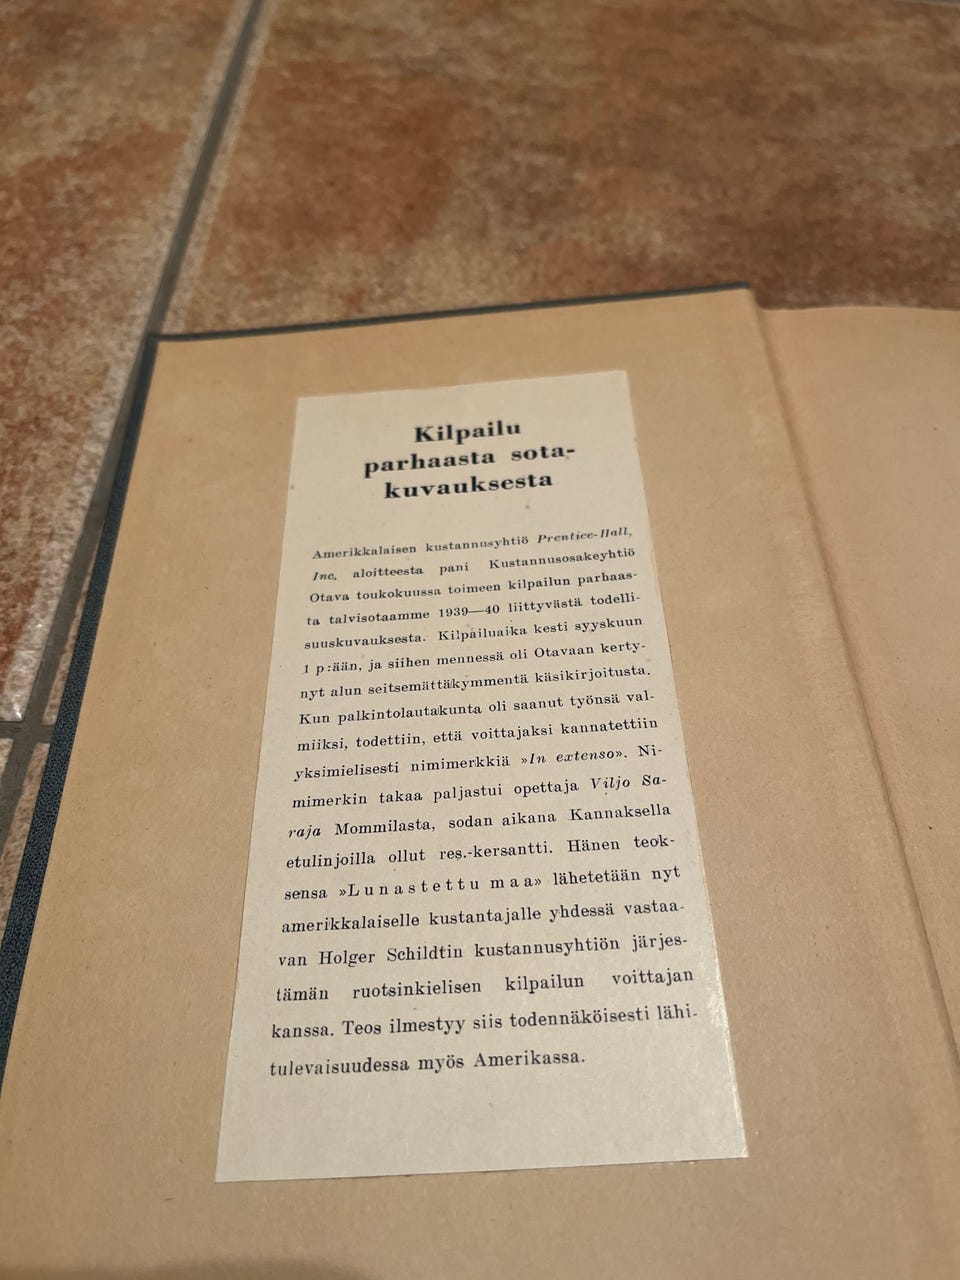 Kilpailu
parhaasta sota-
kuvauksesta
Amerikkalaisen kustannusyhtiö Prentice-Hall,
Inc. aloitteesta pani Kustannusosakeyhtiö
Otava toukokuussa toimeen kilpailun parhaas-
ta talvisotaamme 1939—40 liittyvästä todelli-
suuskuvauksesta. Kilpailuaika kesti syyskuun
1 p:ään, ja siihen mennessä oli Otavaan kerty-
nyt alun seitsemättäkymmentä käsikirjoitusta.
Kun palkintolautakunta oli saanut työnsä val-
miiksi, todettiin, että voittajaksi kannatettiin
yksimielisesti nimimerkkiä »In extenso». Ni-
mimerkin takaa paljastui opettaja Viljo Sa-
raja Mommilasta, sodan aikana Kannaksella
etulinjoilla ollut res.-kersantti. Hänen teok-
sensa »Lunastettu maa» lähetetään nyt
amerikkalaiselle kustantajalle yhdessä vastaa-
van Holger Schildtin kustannusyhtiön järjes-
tämän ruotsinkielisen kilpailun voittajan
kanssa. Teos ilmestyy siis todennäköisesti lähi-
tulevaisuudessa myös Amerikassa.